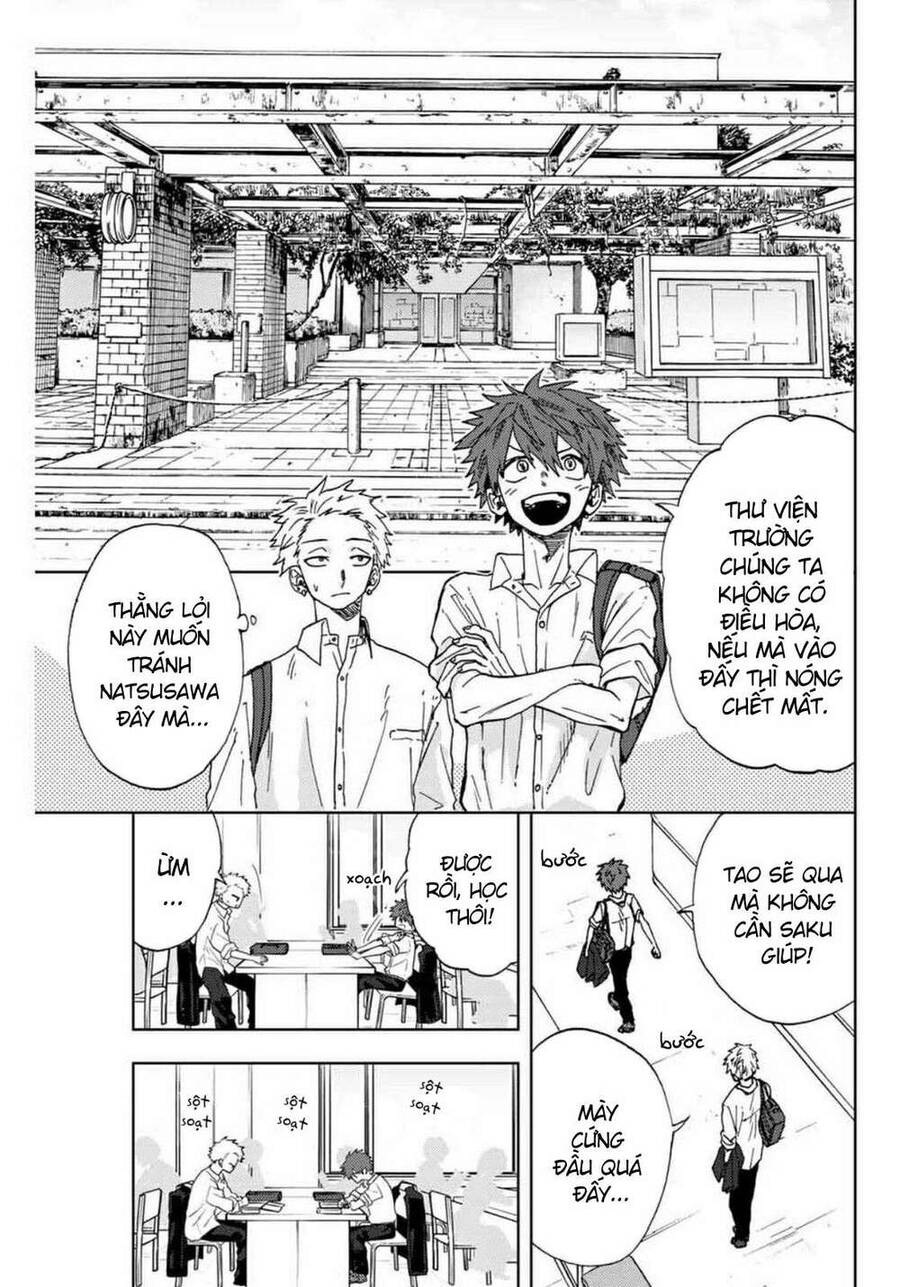 THƯ VIỆN
TRƯỜNG
CHÚNG TA
KHÔNG CÓ
ĐIỀU HÒA,
NẾU MÀ VÀO
ĐẤY THÌ NÓNG
CHẾT MẤT.
THẰNG LỎI
NÀY MUỐN
TRÁNH
NATSUSAWA
ĐÂY MÀ...
TAO SẼ QUA
MÀ KHÔNG
CẦN SAKU
GIÚP!
bước
bước
MÀY
CỨNG
ĐẦU QUÁ
ĐẤY...
ĐƯỢC
RỒI, HỌC
THÔI!
xoạch
ỪM
...
sột
soạt
sột
soạt
sột
soạt